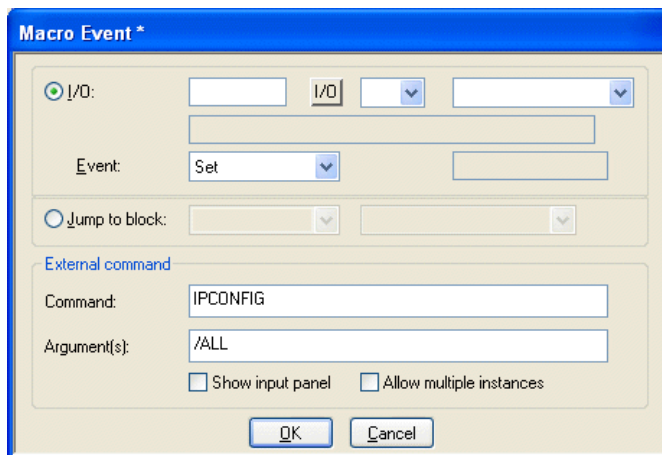 Macro Event *
I/O: I/O
Event: Set
Jump to block:
External command
Command: IPCONFIG
Argument(s): /ALL
Show input panel Allow multiple instances
OK Cancel